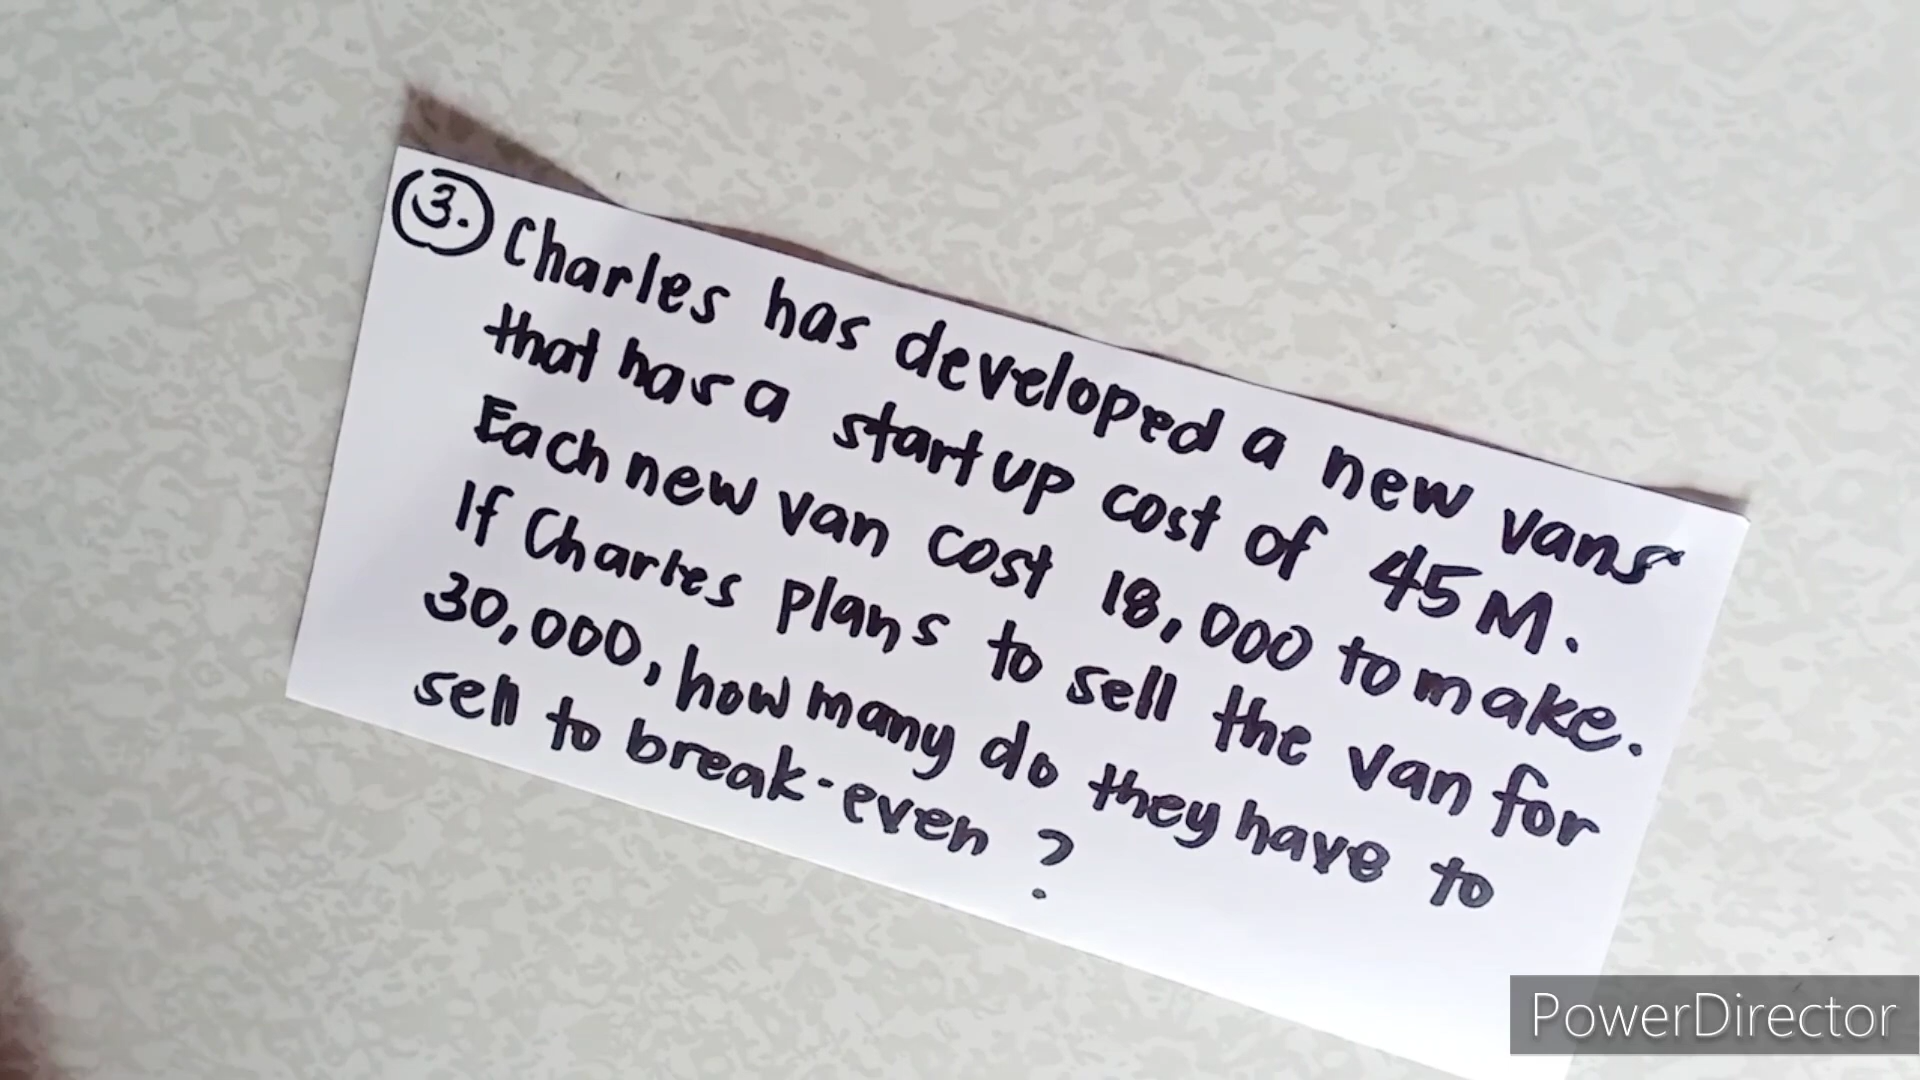 3. Charles has developed a new vans
that has a start up cost of 45M.
Each new van cost 18,000 to make.
If Charles plans to sell the van for
30,000, how many do they have to
sell to break-even ?
PowerDirector